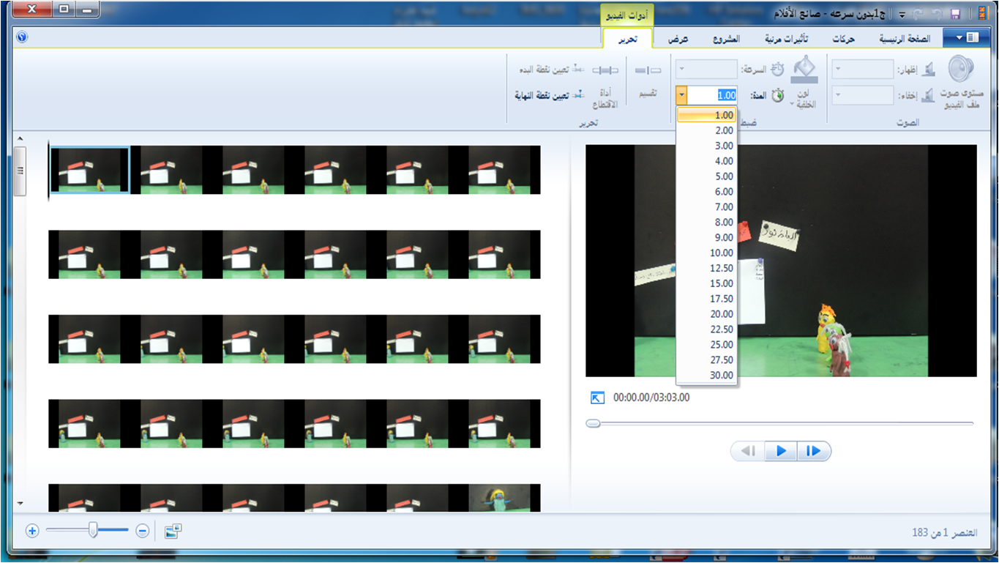 ج1بدون سرعه - صانع الأفلام
أدوات الفيديو
الصفحة الرئيسية
حركات
تأثيرات مرئية
المشروع
عرض
تحرير
مستوى صوت
ملف الفيديو
إظهار:
إخفاء:
الصوت
لون
الخلفية
السرعة:
المدة:
1.00
ضبط
تقسيم
أداة
الاقتطاع
تعيين نقطة البدء
تعيين نقطة النهاية
تحرير
1.00
2.00
3.00
4.00
5.00
6.00
7.00
8.00
9.00
10.00
12.50
15.00
17.50
20.00
22.50
25.00
27.50
30.00
00:00.00/03:03.00
العنصر 1 من 183